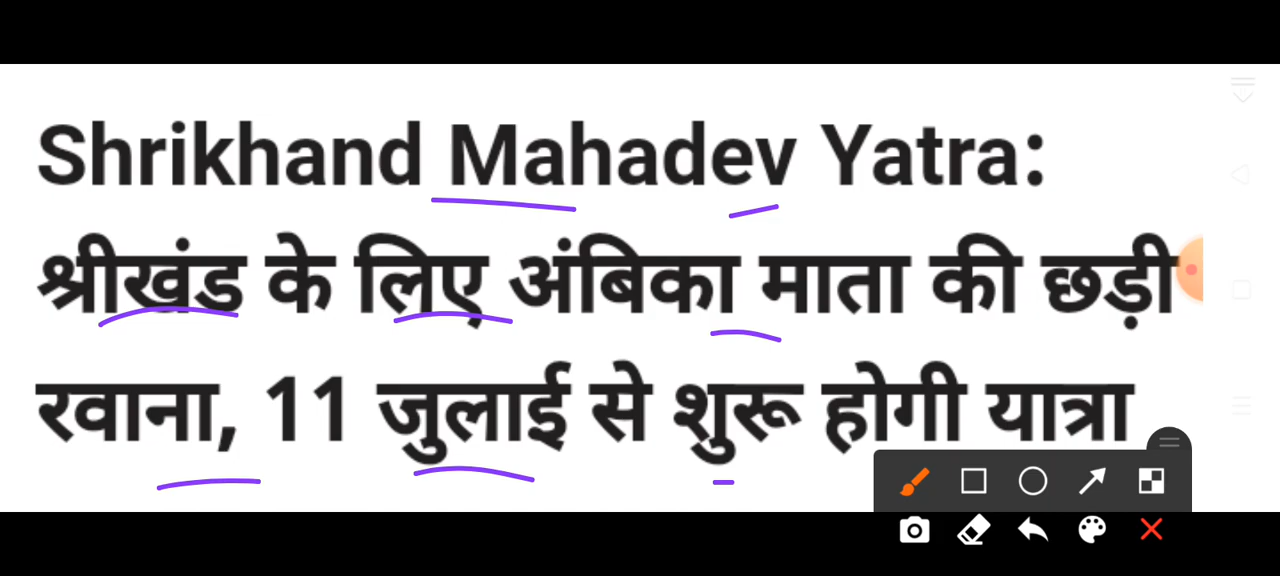 Shrikhand Mahadev Yatra:
श्रीखंड के लिए अंबिका माता की छड़ी
रवाना, 11 जुलाई से शुरू होगी यात्रा